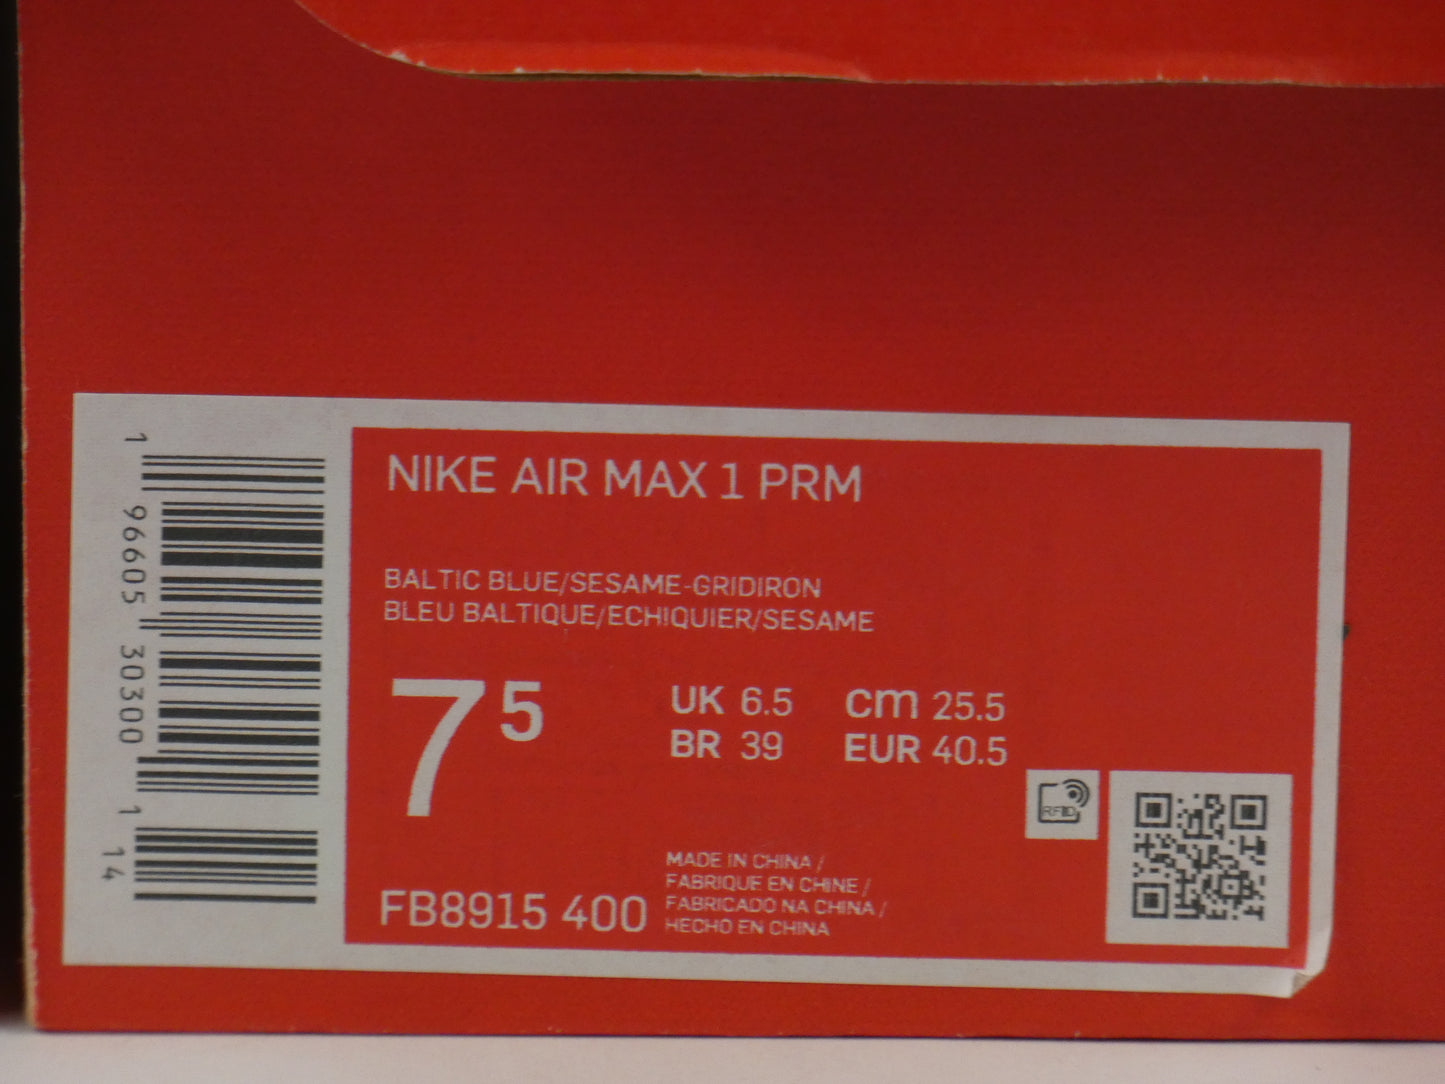 1 96605 30300 1 14
NIKE AIR MAX 1 PRM
BALTIC BLUE/SESAME-GRIDIRON
BLEU BALTIQUE/ECHIQUIER/SESAME
7 5
UK 6.5 cm 25.5
BR 39 EUR 40.5
RFID
FB8915 400
MADE IN CHINA /
FABRIQUE EN CHINE /
FABRICADO NA CHINA /
HECHO EN CHINA